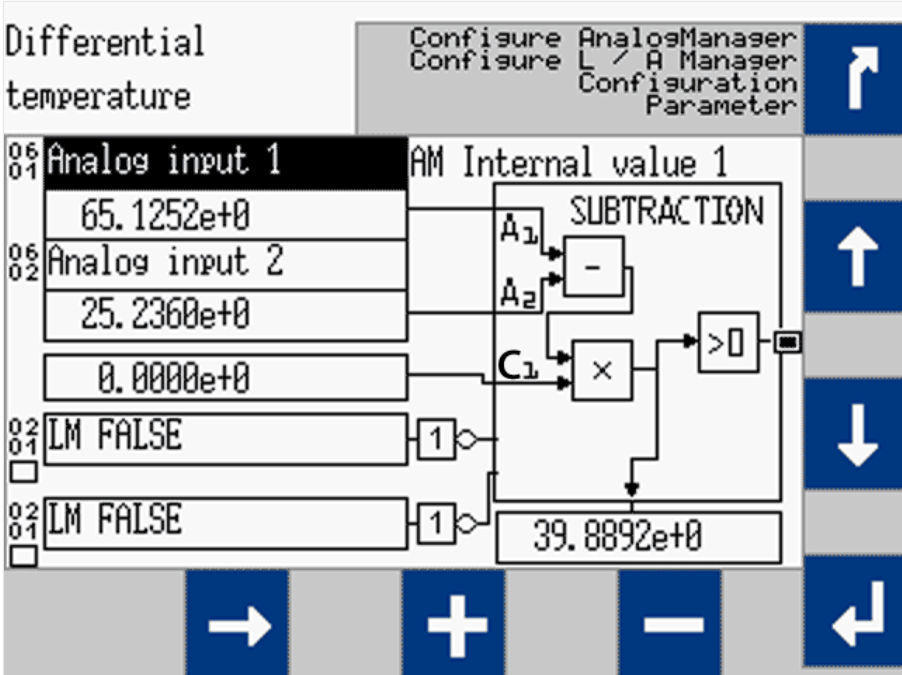 Differential
temperature
Configure AnalogManager
Configure L / A Manager
Configuration
Parameter
06
01
Analog input 1
AM Internal value 1
65.1252e+0
SUBTRACTION
A1
06
02
Analog input 2
-
A2
25.2360e+0
>0
0.0000e+0
C1
×
02
01
LM FALSE
1
02
01
LM FALSE
1
39.8892e+0